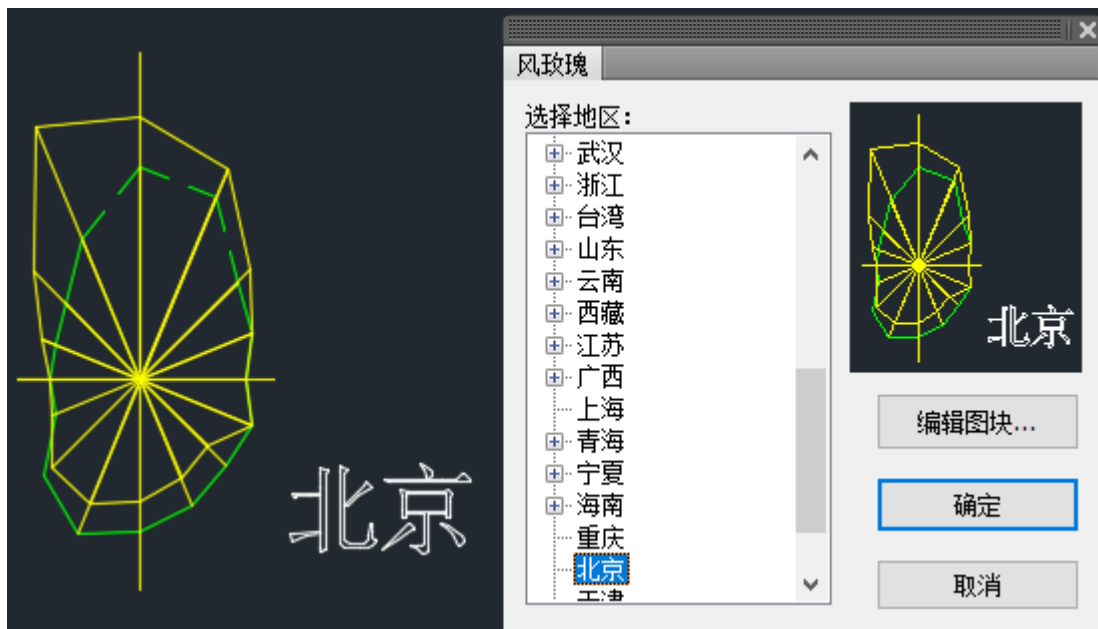 风玫瑰
选择地区:
武汉
浙江
台湾
山东
云南
西藏
江苏
广西
上海
青海
宁夏
海南
重庆
北京
天津
北京
编辑图块...
确定
取消
北京